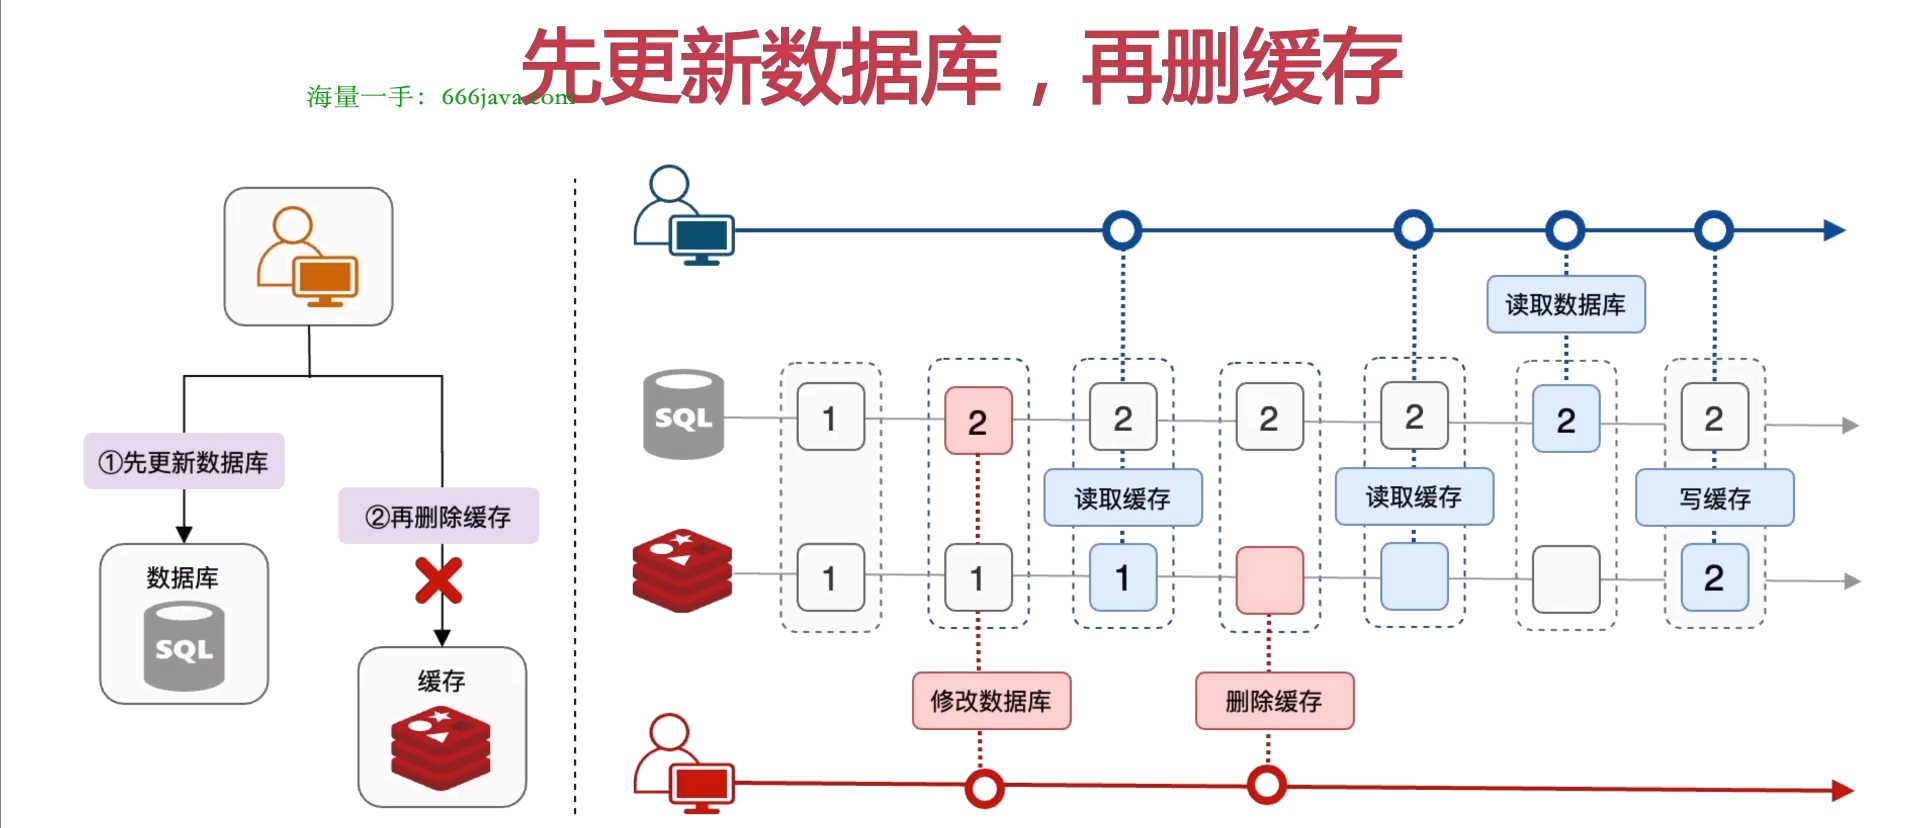 先更新数据库，再删缓存
海量一手：666java.com
①先更新数据库
②再删除缓存
数据库
SQL
缓存
读取数据库
SQL
1
2
2
2
2
2
2
读取缓存
读取缓存
写缓存
1
1
1
2
修改数据库
删除缓存